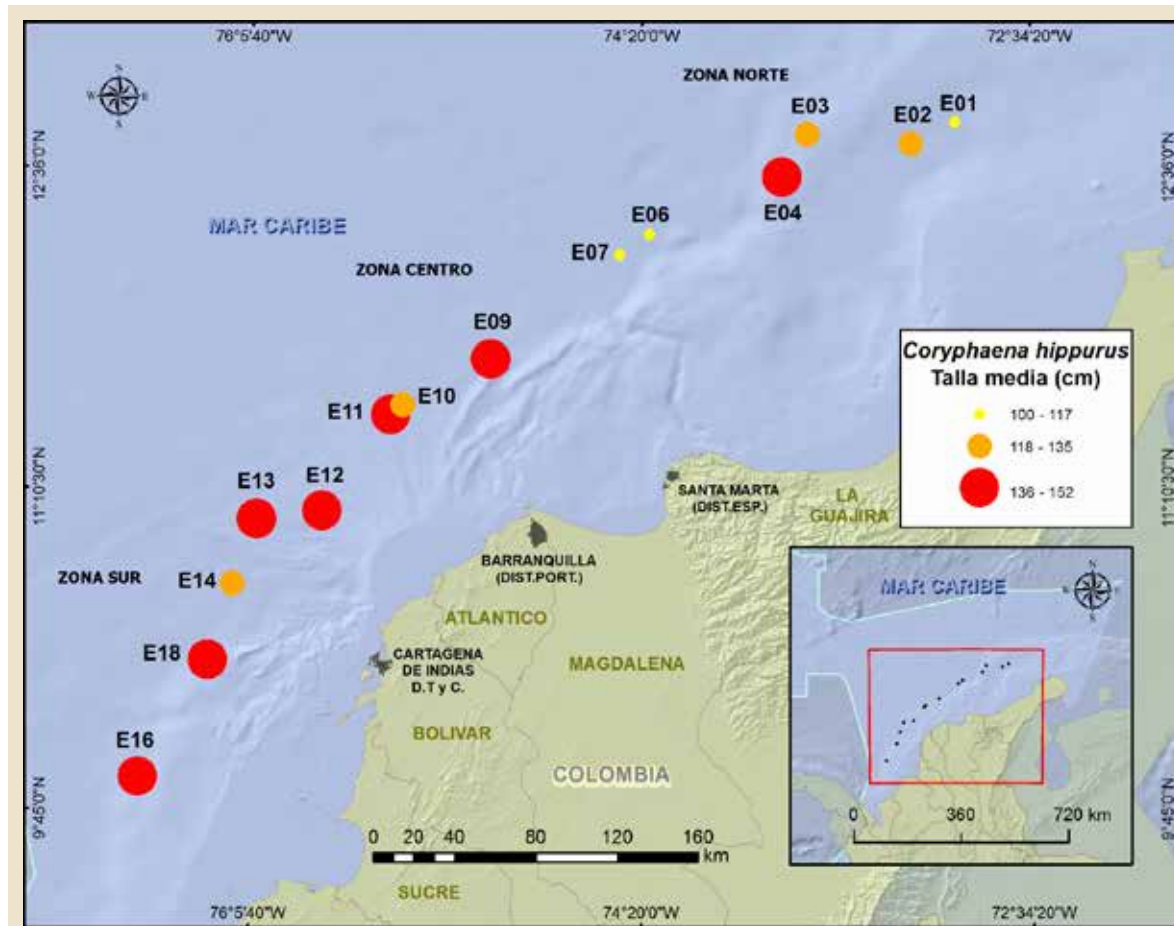 76°5'40"W
74°20'0"W
72°34'20"W
N
W
E
S
ZONA NORTE
E03
E02
E01
12°36'0"N
12°36'0"N
E04
MAR CARIBE
E06
E07
ZONA CENTRO
E09
Coryphaena hippurus
Talla media (cm)
100 - 117
118 - 135
136 - 152
E10
E11
11°10'30"N
11°10'30"N
E13
E12
SANTA MARTA
(DIST.ESP.)
LA
GUAJIRA
BARRANQUILLA
(DIST.PORT.)
ZONA SUR
E14
ATLANTICO
MAR CARIBE
N
W
E
S
E18
CARTAGENA
DE INDIAS
D.T y C.
MAGDALENA
BOLIVAR
E16
COLOMBIA
9°45'0"N
9°45'0"N
0 20 40 80 120 160
km
0 360 720 km
SUCRE
76°5'40"W
74°20'0"W
72°34'20"W